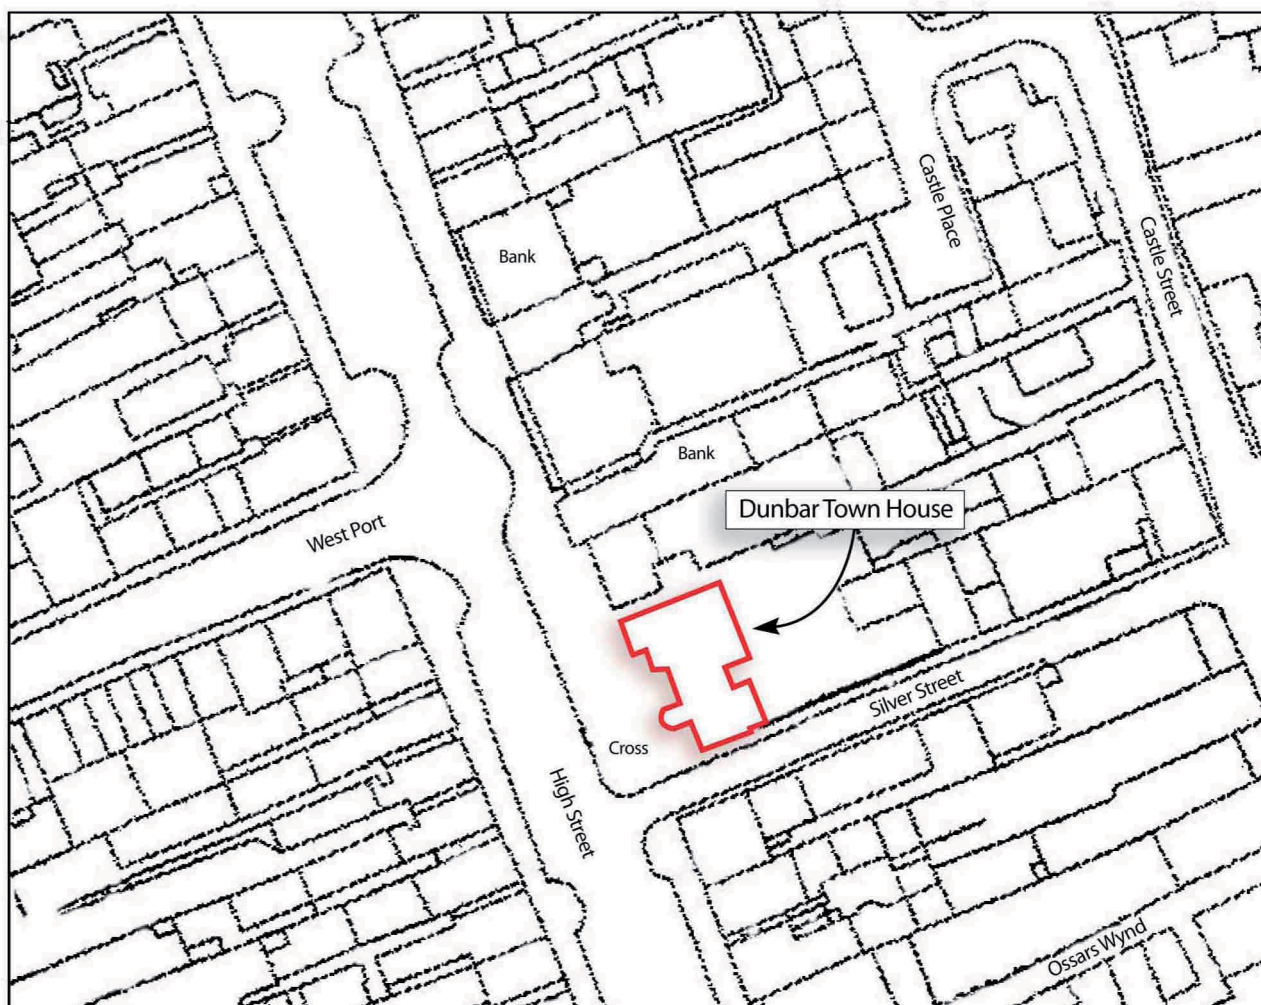 Castle Place
Castle Street
Bank
Bank
Dunbar Town House
West Port
Silver Street
Cross
High Street
Ossars Wynd